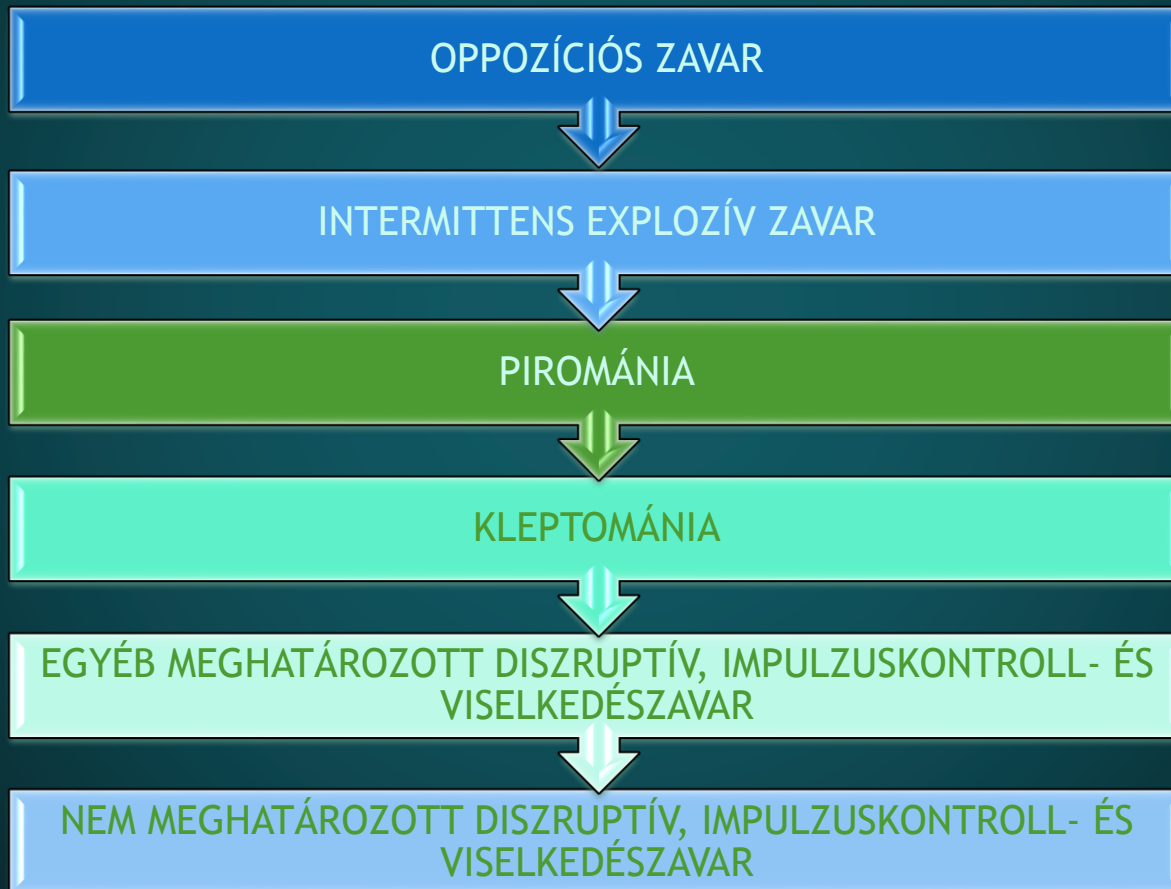 OPPOZÍCIÓS ZAVAR
INTERMITTENS EXPLOZÍV ZAVAR
PIROMÁNIA
KLEPTOMÁNIA
EGYÉB MEGHATÁROZOTT DISZRUPTÍV, IMPULZUSKONTROLL- ÉS
VISELKEDÉSZAVAR
NEM MEGHATÁROZOTT DISZRUPTÍV, IMPULZUSKONTROLL- ÉS
VISELKEDÉSZAVAR